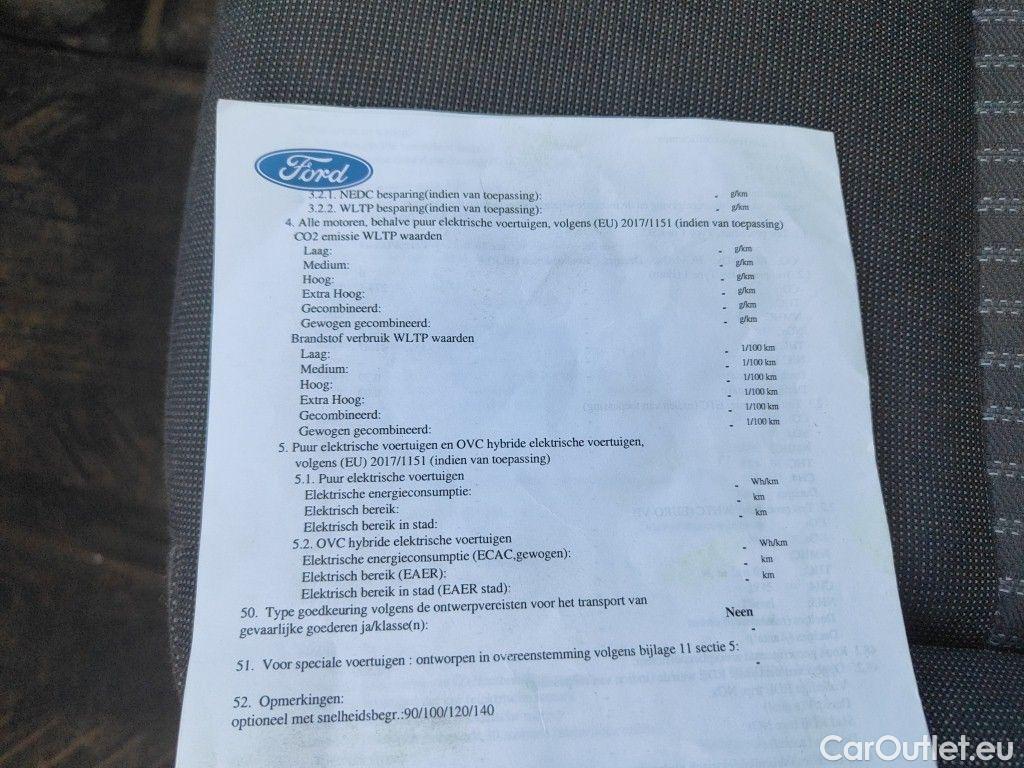 Ford
3.2.1. NEDC besparing(indien van toepassing): - g/km
3.2.2. WLTP besparing(indien van toepassing): - g/km
4. Alle motoren, behalve puur elektrische voertuigen, volgens (EU) 2017/1151 (indien van toepassing)
CO2 emissie WLTP waarden
Laag: - g/km
Medium: - g/km
Hoog: - g/km
Extra Hoog: - g/km
Gecombineerd: - g/km
Gewogen gecombineerd: - g/km
Brandstof verbruik WLTP waarden
Laag: - 1/100 km
Medium: - 1/100 km
Hoog: - 1/100 km
Extra Hoog: - 1/100 km
Gecombineerd: - 1/100 km
Gewogen gecombineerd: - 1/100 km
5. Puur elektrische voertuigen en OVC hybride elektrische voertuigen,
volgens (EU) 2017/1151 (indien van toepassing)
5.1. Puur elektrische voertuigen
Elektrische energieconsumptie: - Wh/km
Elektrisch bereik: - km
Elektrisch bereik in stad: - km
5.2. OVC hybride elektrische voertuigen
Elektrische energieconsumptie (ECAC,gewogen): - Wh/km
Elektrisch bereik (EAER): - km
Elektrisch bereik in stad (EAER stad): - km
50. Type goedkeuring volgens de ontwerpvereisten voor het transport van
gevaarlijke goederen ja/klasse(n): Neen
-
51. Voor speciale voertuigen : ontworpen in overeenstemming volgens bijlage 11 sectie 5:
-
52. Opmerkingen:
optioneel met snelheidsbegr.:90/100/120/140
CarOutlet.eu